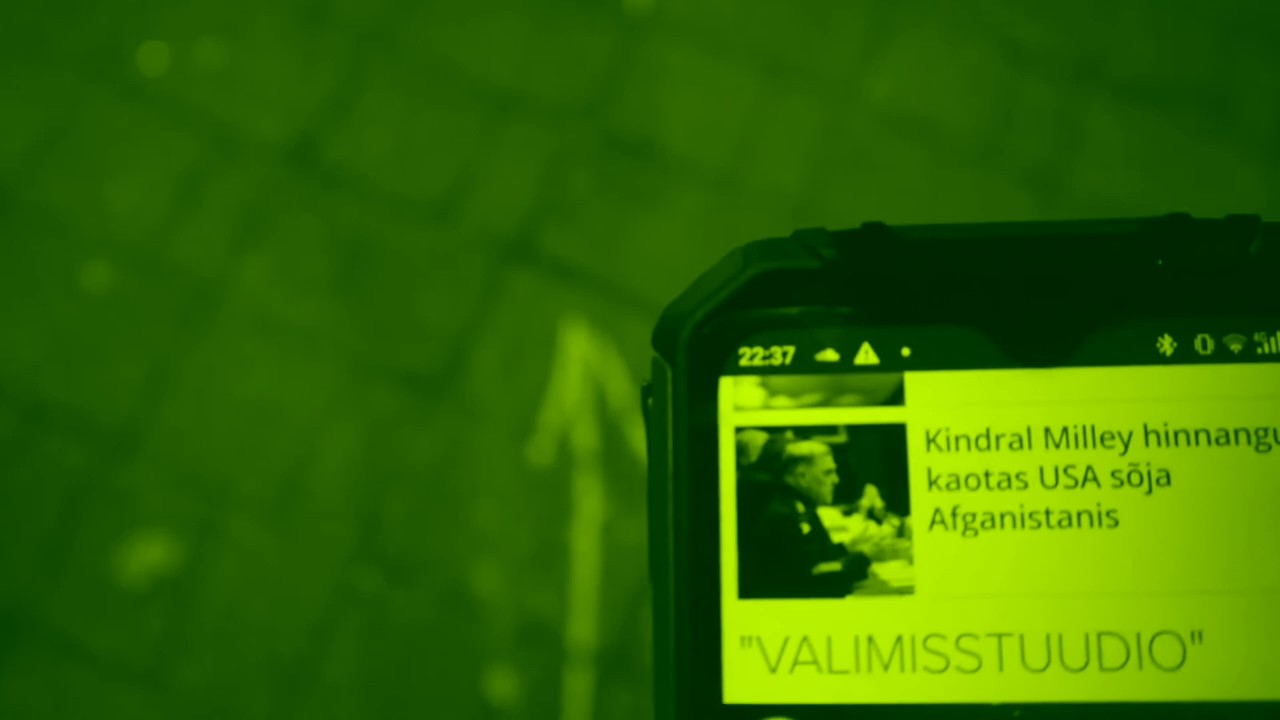 22:37
Kindral Milley hinnangu
kaotas USA sõja
Afganistanis
"VALIMISSTUUDIO"